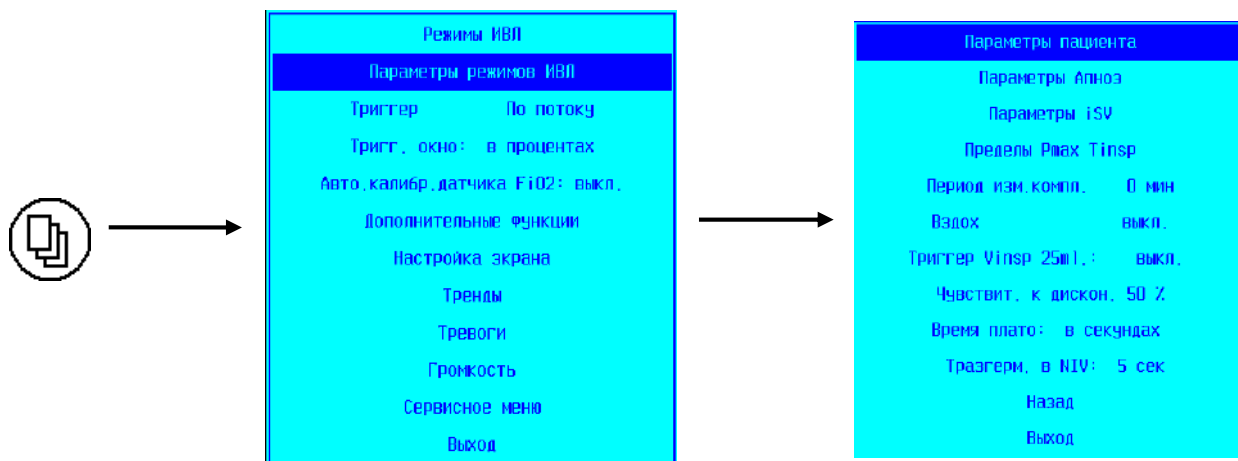 Режимы ИВЛ
Параметры режимов ИВЛ
Триггер По потоку
Тригг. окно: в процентах
Авто.калибр.датчика FiO2: выкл.
Дополнительные функции
Настройка экрана
Тренды
Тревоги
Громкость
Сервисное меню
Выход
Параметры пациента
Параметры Апноэ
Параметры iSV
Пределы Pmax Tinsp
Период изм.компл. 0 мин
Вздох выкл.
Триггер Vinsp 25ml.: выкл.
Чувствит. к дискон. 50 %
Время плато: в секундах
Тразгерм. в NIV: 5 сек
Назад
Выход